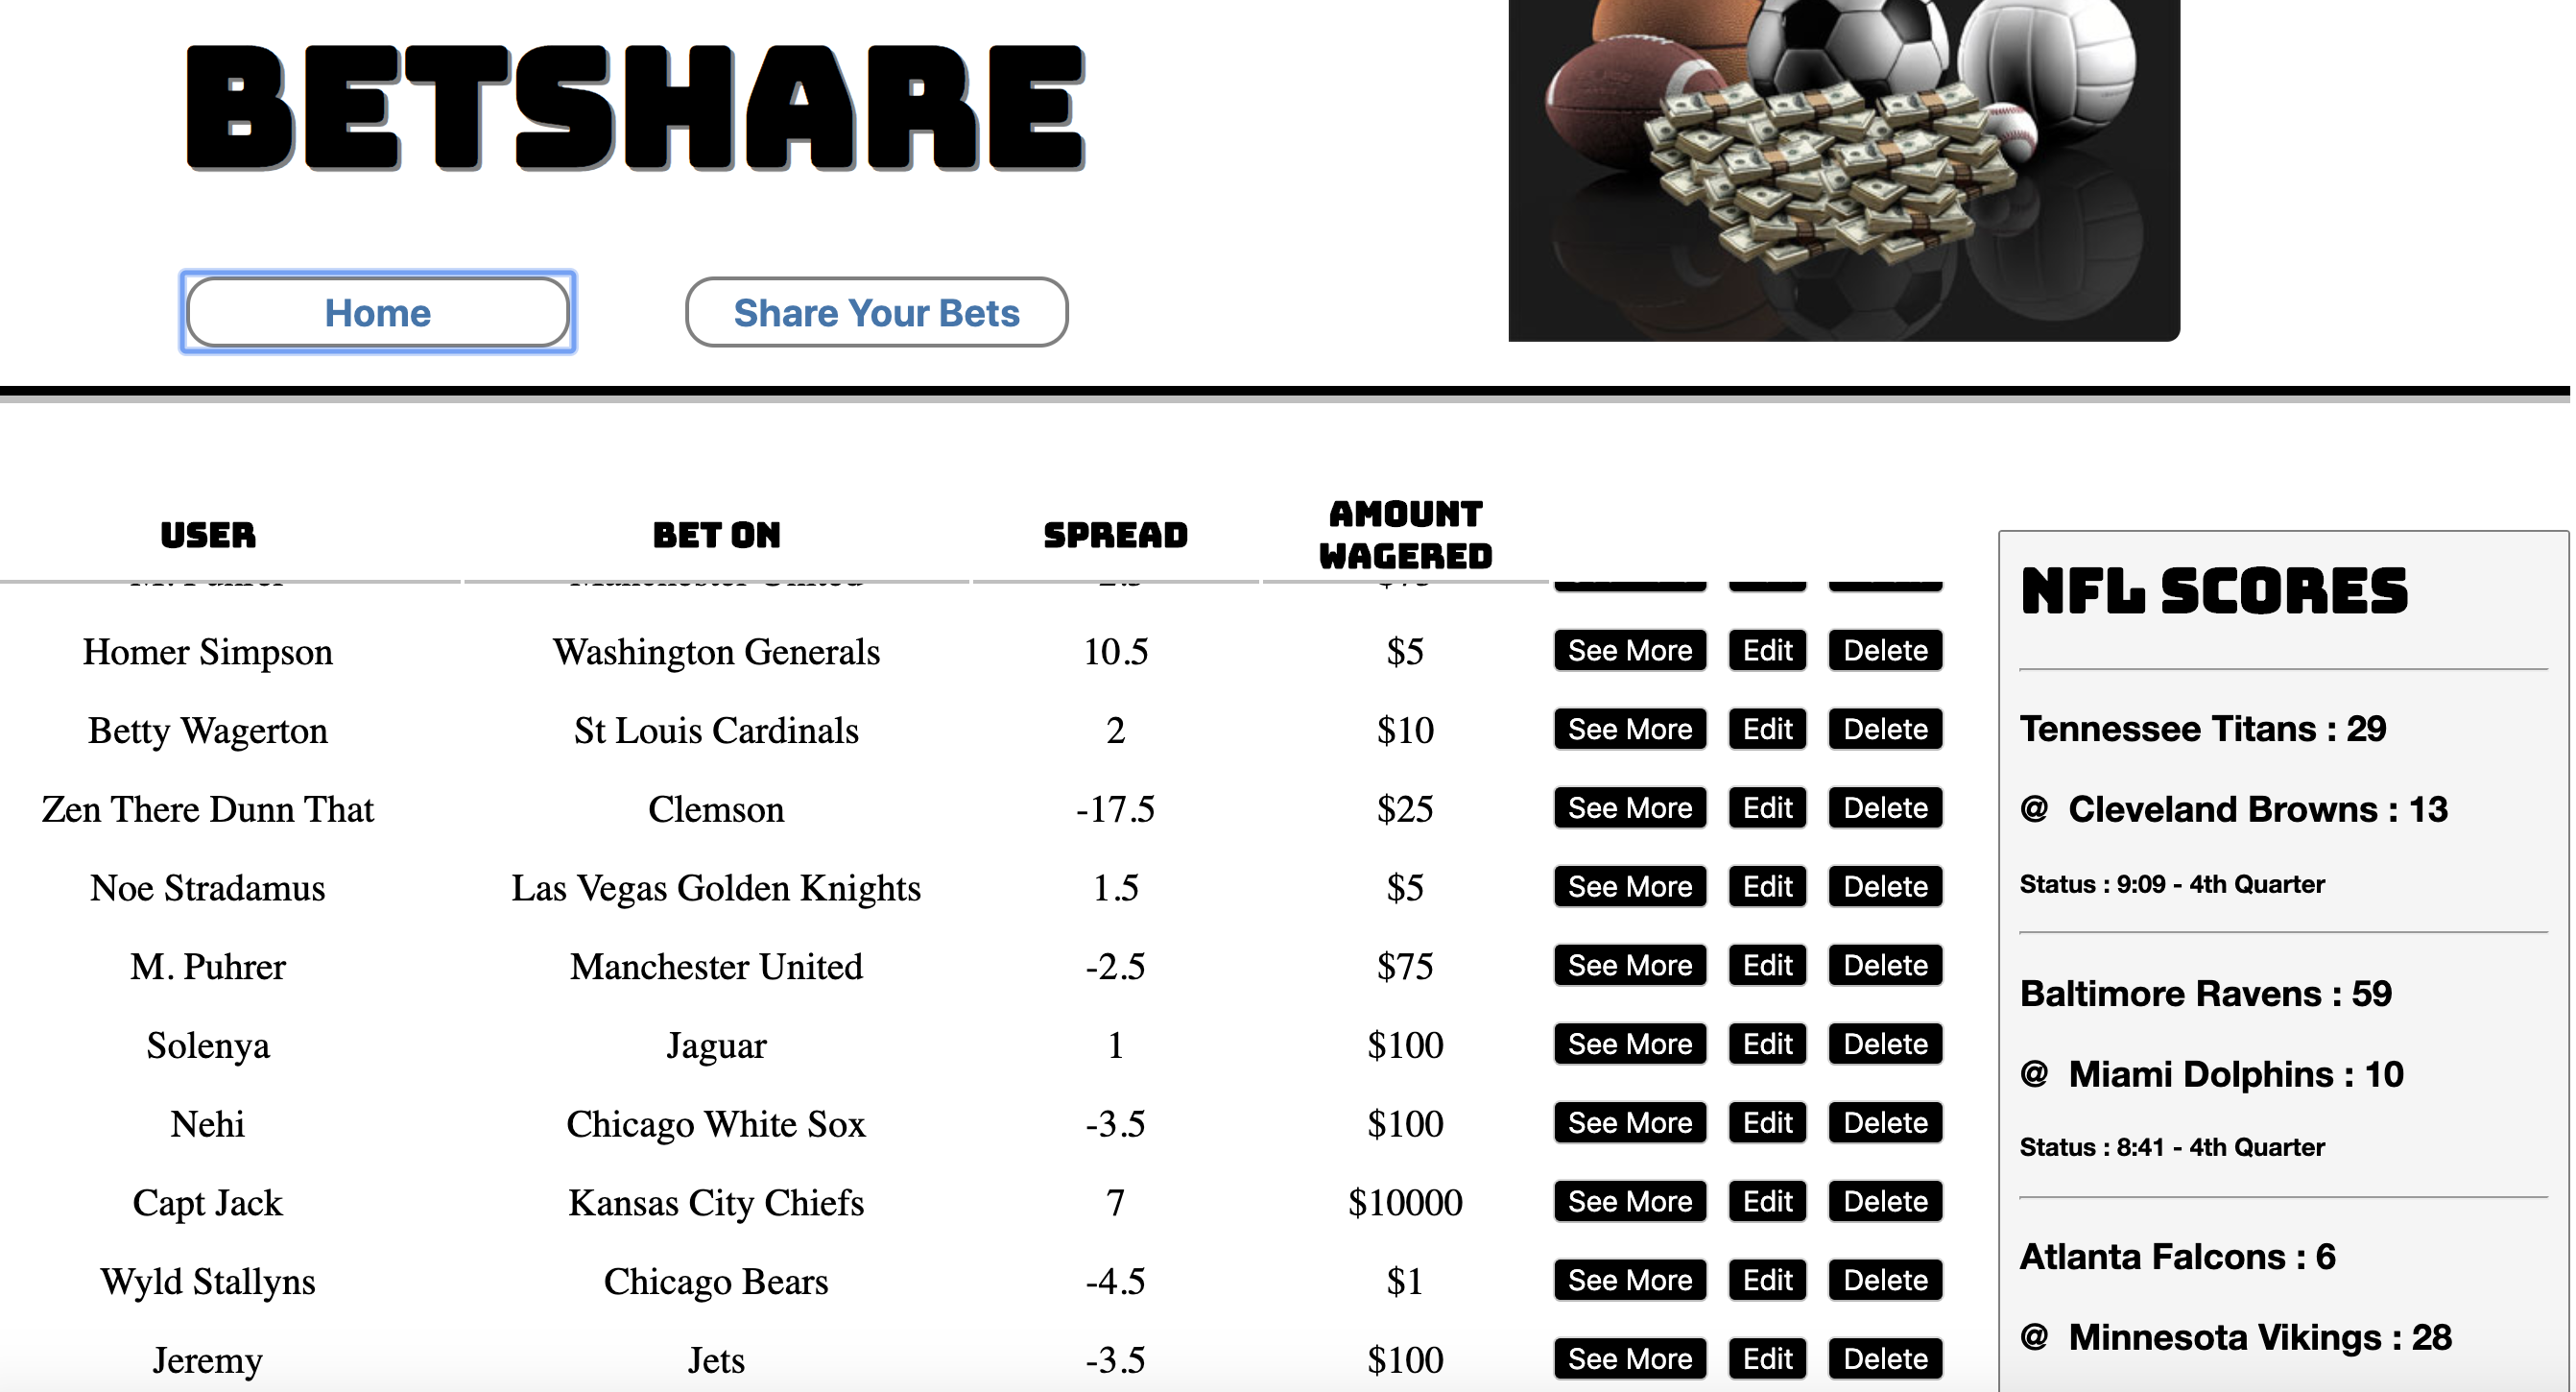 BETSHARE
Home
Share Your Bets
USER BET ON SPREAD AMOUNT WAGERED
Homer Simpson Washington Generals 10.5 $5 See More Edit Delete
Betty Wagerton St Louis Cardinals 2 $10 See More Edit Delete
Zen There Dunn That Clemson -17.5 $25 See More Edit Delete
Noe Stradamus Las Vegas Golden Knights 1.5 $5 See More Edit Delete
M. Puhrer Manchester United -2.5 $75 See More Edit Delete
Solenya Jaguar 1 $100 See More Edit Delete
Nehi Chicago White Sox -3.5 $100 See More Edit Delete
Capt Jack Kansas City Chiefs 7 $10000 See More Edit Delete
Wyld Stallyns Chicago Bears -4.5 $1 See More Edit Delete
Jeremy Jets -3.5 $100 See More Edit Delete
NFL SCORES
Tennessee Titans : 29
@ Cleveland Browns : 13
Status : 9:09 - 4th Quarter
Baltimore Ravens : 59
@ Miami Dolphins : 10
Status : 8:41 - 4th Quarter
Atlanta Falcons : 6
@ Minnesota Vikings : 28